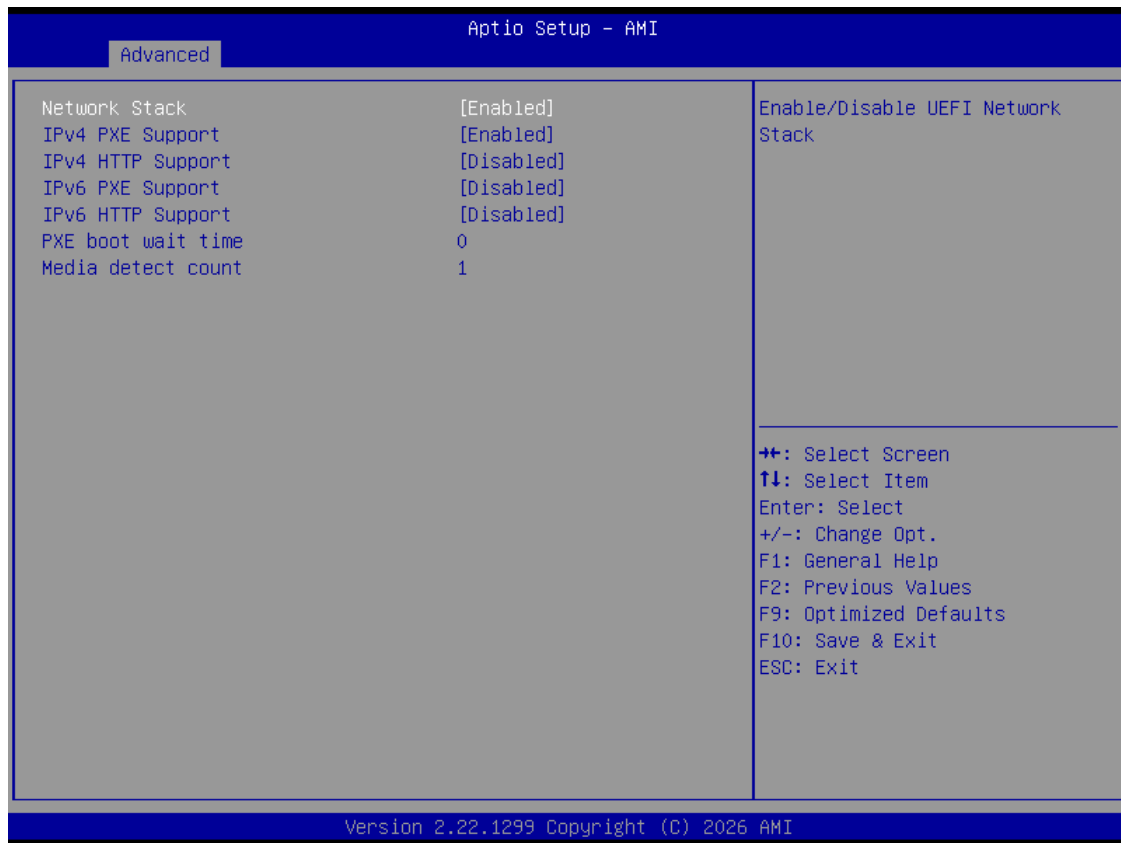 Aptio Setup - AMI
Advanced
Network Stack [Enabled]
IPv4 PXE Support [Enabled]
IPv4 HTTP Support [Disabled]
IPv6 PXE Support [Disabled]
IPv6 HTTP Support [Disabled]
PXE boot wait time 0
Media detect count 1
Enable/Disable UEFI Network
Stack
→←: Select Screen
↑↓: Select Item
Enter: Select
+/-: Change Opt.
F1: General Help
F2: Previous Values
F9: Optimized Defaults
F10: Save & Exit
ESC: Exit
Version 2.22.1299 Copyright (C) 2026 AMI